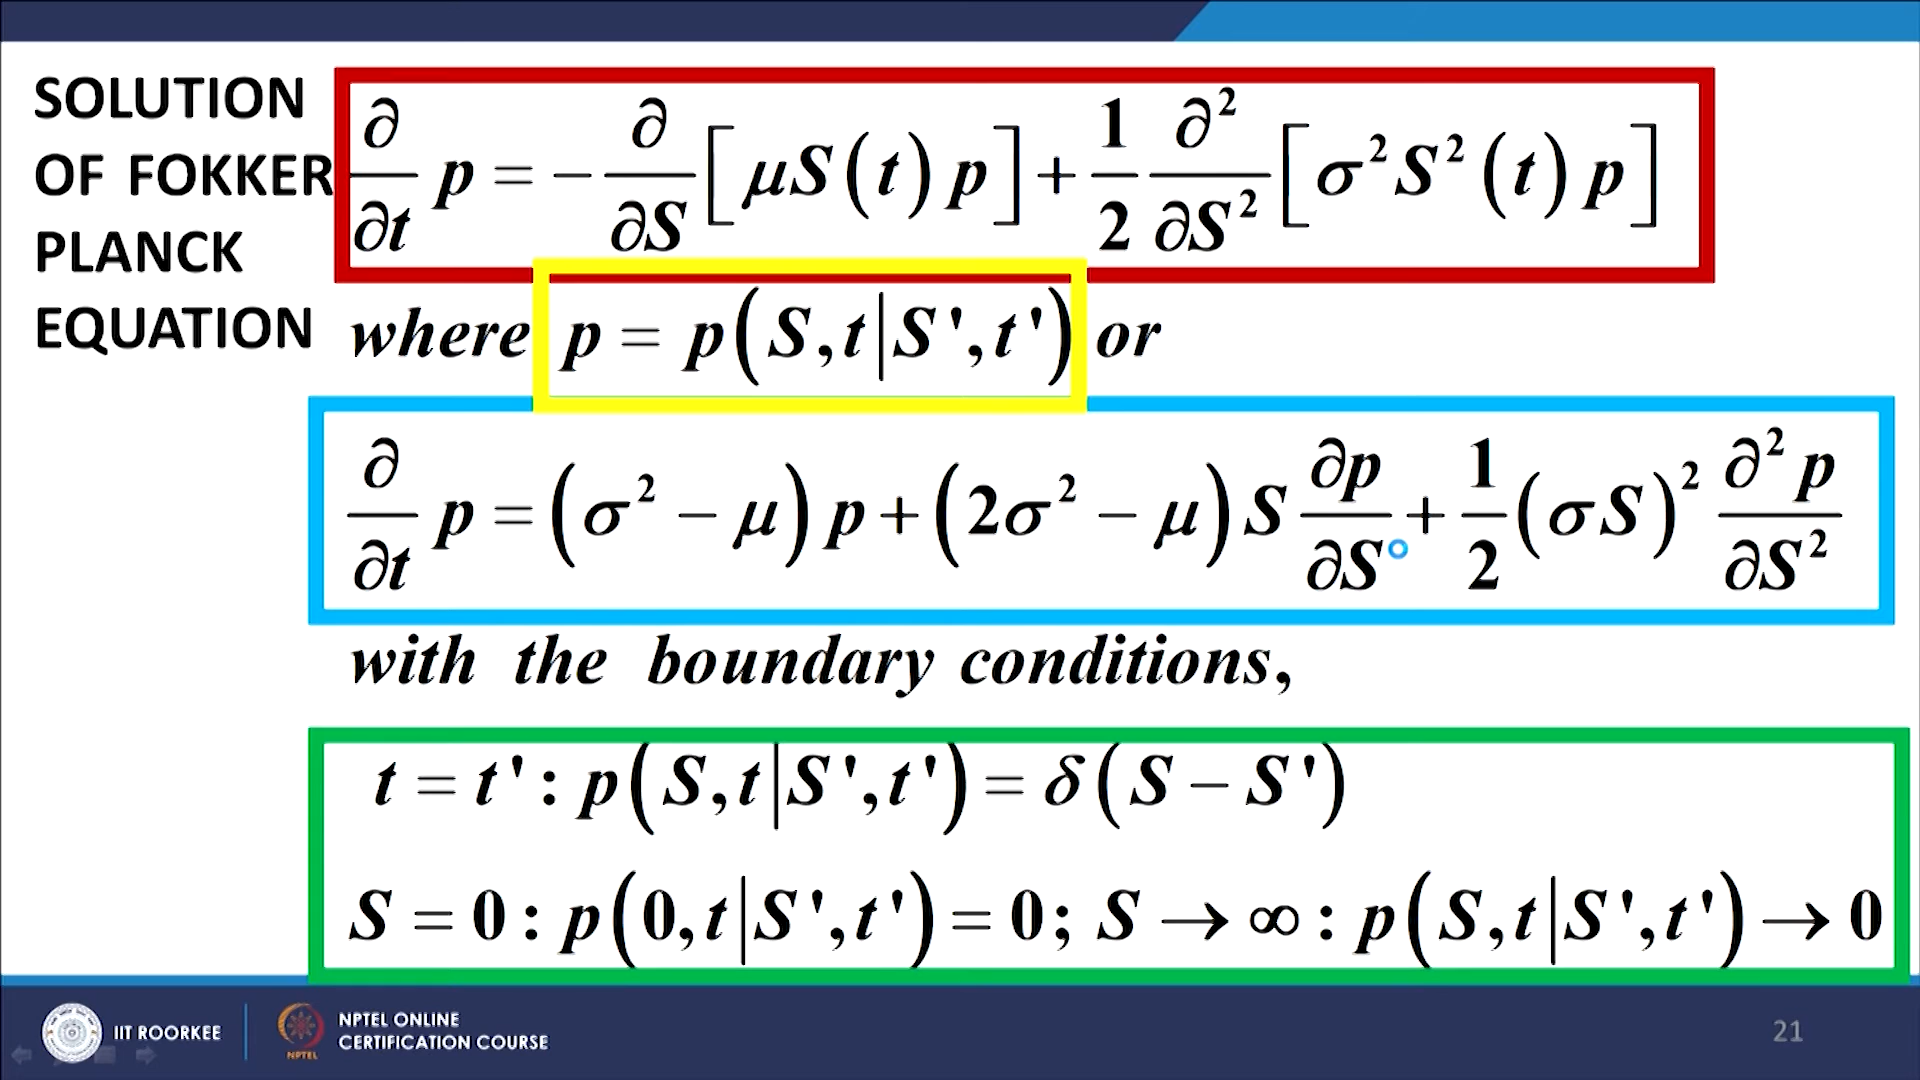 SOLUTION
OF FOKKER
PLANCK
EQUATION
∂/∂t p = − ∂/∂S [μS(t)p] + 1/2 ∂²/∂S² [σ²S²(t)p]
where p = p(S,t|S',t') or
∂/∂t p = (σ² − μ)p + (2σ² − μ)S ∂p/∂S + 1/2 (σS)² ∂²p/∂S²
with the boundary conditions,
t = t': p(S,t|S',t') = δ(S − S')
S = 0: p(0,t|S',t') = 0; S → ∞: p(S,t|S',t') → 0
IIT ROORKEE
NPTEL
NPTEL ONLINE
CERTIFICATION COURSE
21